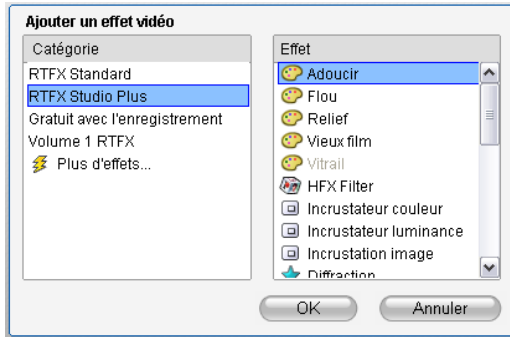 Ajouter un effet vidéo
Catégorie
RTFX Standard
RTFX Studio Plus
Gratuit avec l'enregistrement
Volume 1 RTFX
Plus d'effets...
Effet
Adoucir
Flou
Relief
Vieux film
Vitrail
HFX Filter
Incrustateur couleur
Incrustateur luminance
Incrustation image
Diffraction
OK
Annuler